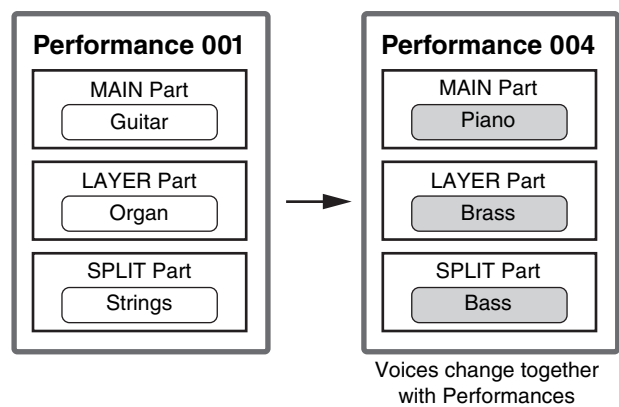 Performance 001
MAIN Part
Guitar
LAYER Part
Organ
SPLIT Part
Strings
Performance 004
MAIN Part
Piano
LAYER Part
Brass
SPLIT Part
Bass
Voices change together
with Performances